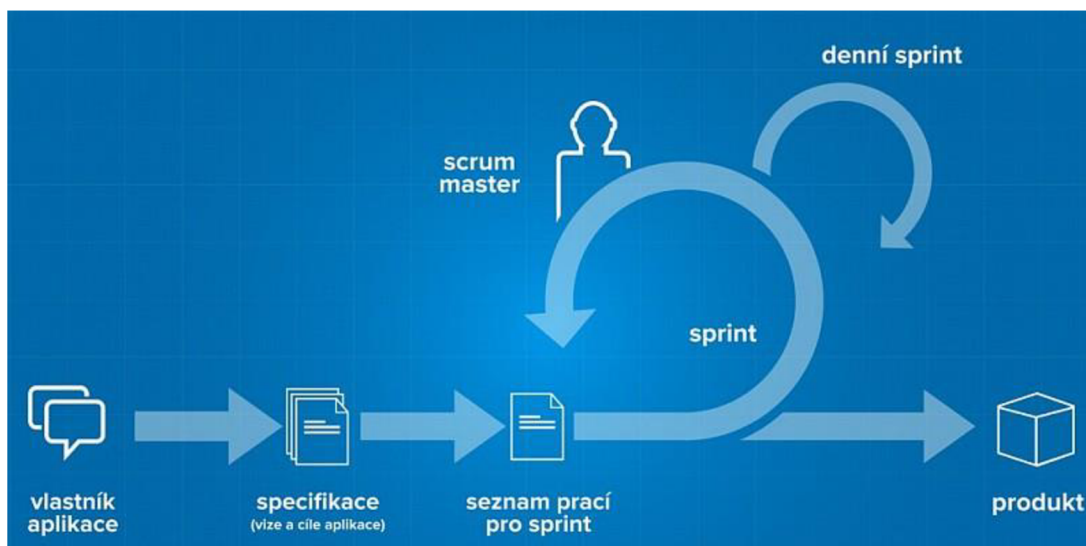 denní sprint
scrum
master
sprint
vlastník
aplikace
specifikace
(vize a cíle aplikace)
seznam prací
pro sprint
produkt